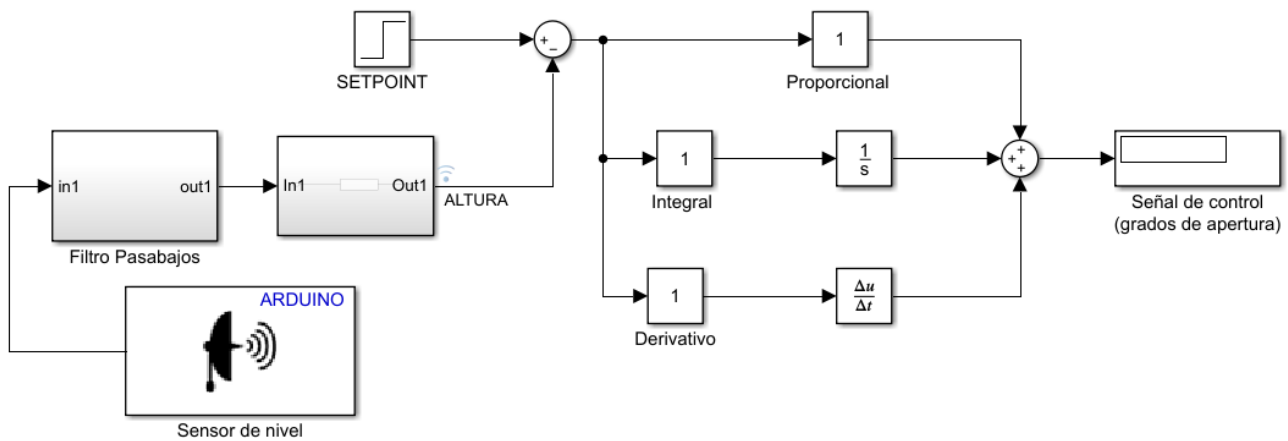 SETPOINT
+
−
1
Proporcional
in1
out1
Filtro Pasabajos
In1
Out1
ALTURA
1
Integral
1
s
+
+
+
Señal de control
(grados de apertura)
1
Derivativo
Δu
Δt
ARDUINO
Sensor de nivel